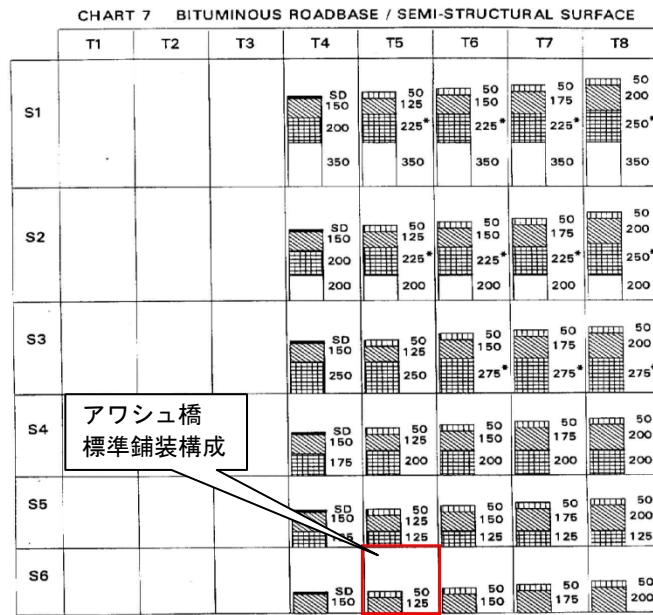 CHART 7 BITUMINOUS ROADBASE / SEMI-STRUCTURAL SURFACE
T1 T2 T3 T4 T5 T6 T7 T8
S1
SD 50 50 50 50
150 125 150 175 200
200 225* 225* 225* 250*
350 350 350 350 350
S2
SD 50 50 50 50
150 125 150 175 200
200 225* 225* 225* 250*
200 200 200 200 200
S3
SD 50 50 50 50
150 125 150 175 200
250 250 275* 275* 275*
アワシュ橋
標準舗装構成
S4
SD 50 50 50 50
150 125 150 175 200
175 200 200 200 200
S5
SD 50 50 50 50
150 125 150 175 200
125 125 125 125
S6
SD 50 50 50 50
150 125 150 175 200